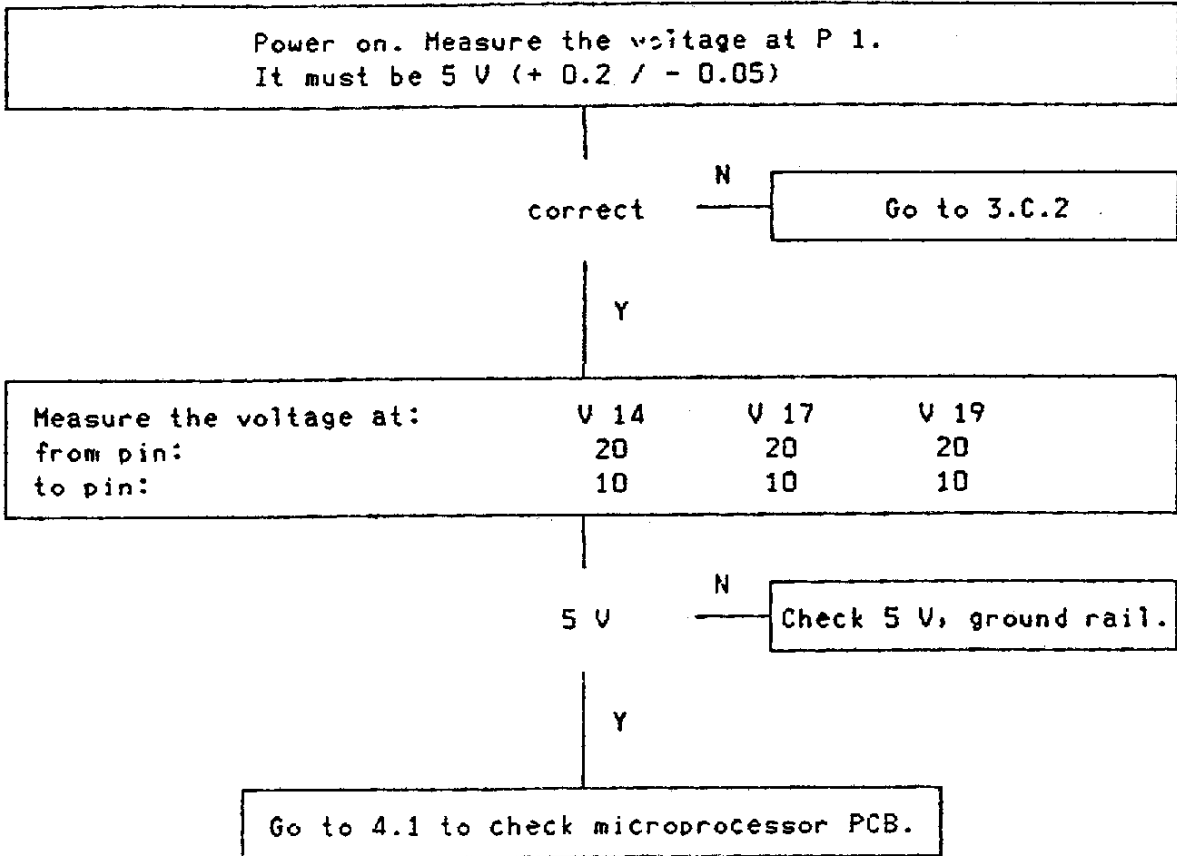 Power on. Measure the voltage at P 1.
It must be 5 V (+ 0.2 / - 0.05)
N
correct
Go to 3.C.2
Y
Measure the voltage at: V 14 V 17 V 19
from pin: 20 20 20
to pin: 10 10 10
N
5 V
Check 5 V, ground rail.
Y
Go to 4.1 to check microprocessor PCB.